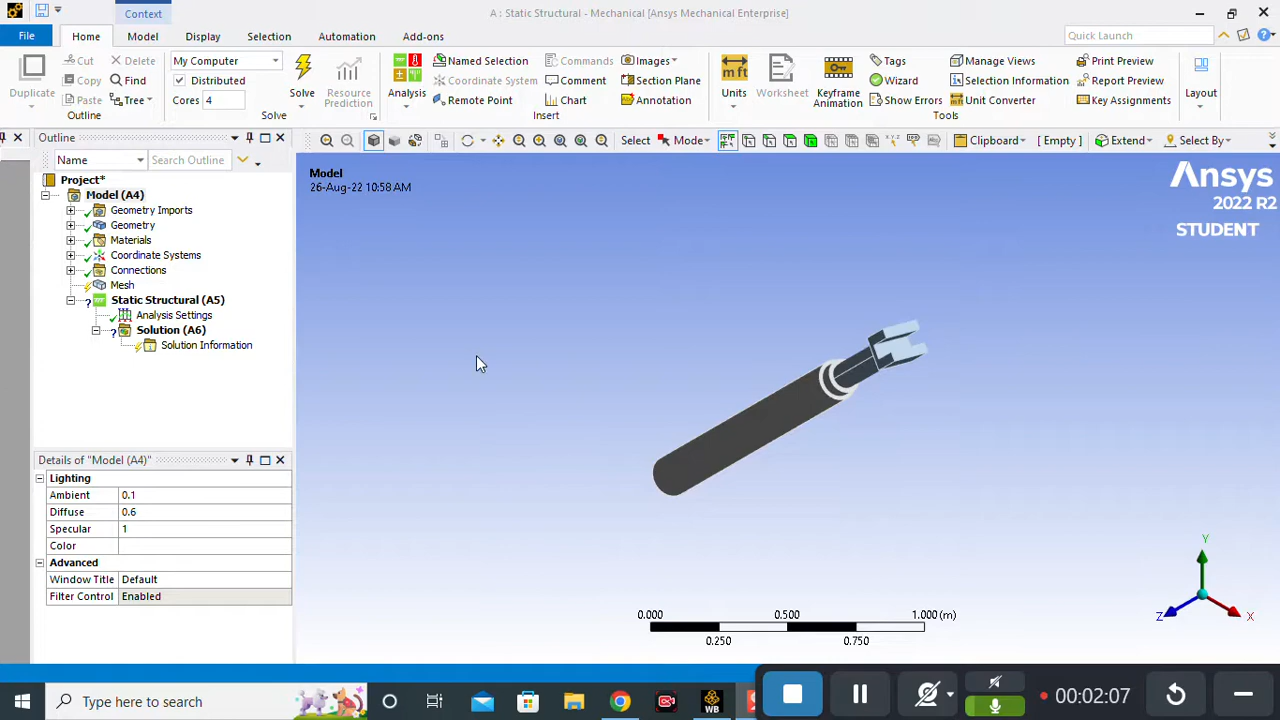 A : Static Structural - Mechanical [Ansys Mechanical Enterprise]
Context
File Home Model Display Selection Automation Add-ons Quick Launch
Duplicate Cut Copy Paste Delete Find Tree Outline
My Computer Distributed Cores 4 Solve Resource Prediction Solve
Analysis Named Selection Coordinate System Remote Point Commands Comment Chart Images Section Plane Annotation Insert
Units Worksheet Keyframe Animation Tags Wizard Show Errors Manage Views Selection Information Unit Converter Print Preview Report Preview Key Assignments Tools
Layout
Outline
Select Mode Clipboard [ Empty ] Extend Select By
Name Search Outline
Project*
Model (A4)
Geometry Imports
Geometry
Materials
Coordinate Systems
Connections
Mesh
Static Structural (A5)
Analysis Settings
Solution (A6)
Solution Information
Details of "Model (A4)"
Lighting
Ambient 0.1
Diffuse 0.6
Specular 1
Color
Advanced
Window Title Default
Filter Control Enabled
Model
26-Aug-22 10:58 AM
Ansys
2022 R2
STUDENT
0.000 0.500 1.000 (m)
0.250 0.750
Y
Z X
Type here to search
WB
00:02:07